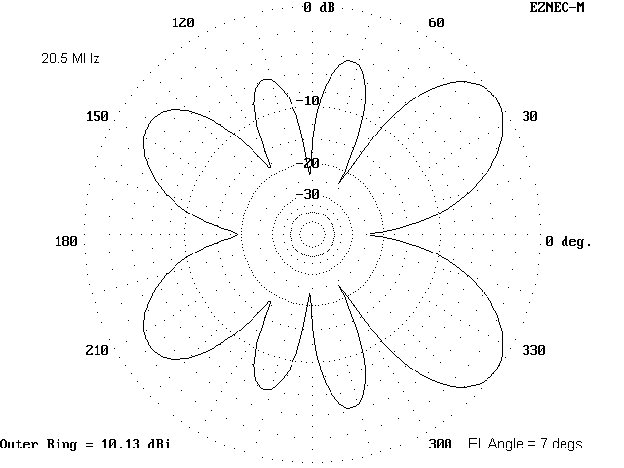 0 dB
EZNEC-M
120
60
20.5 MHz
-10
150
30
-20
-30
180
0 deg.
210
330
Outer Ring = 10.13 dBi
300
El Angle = 7 degs